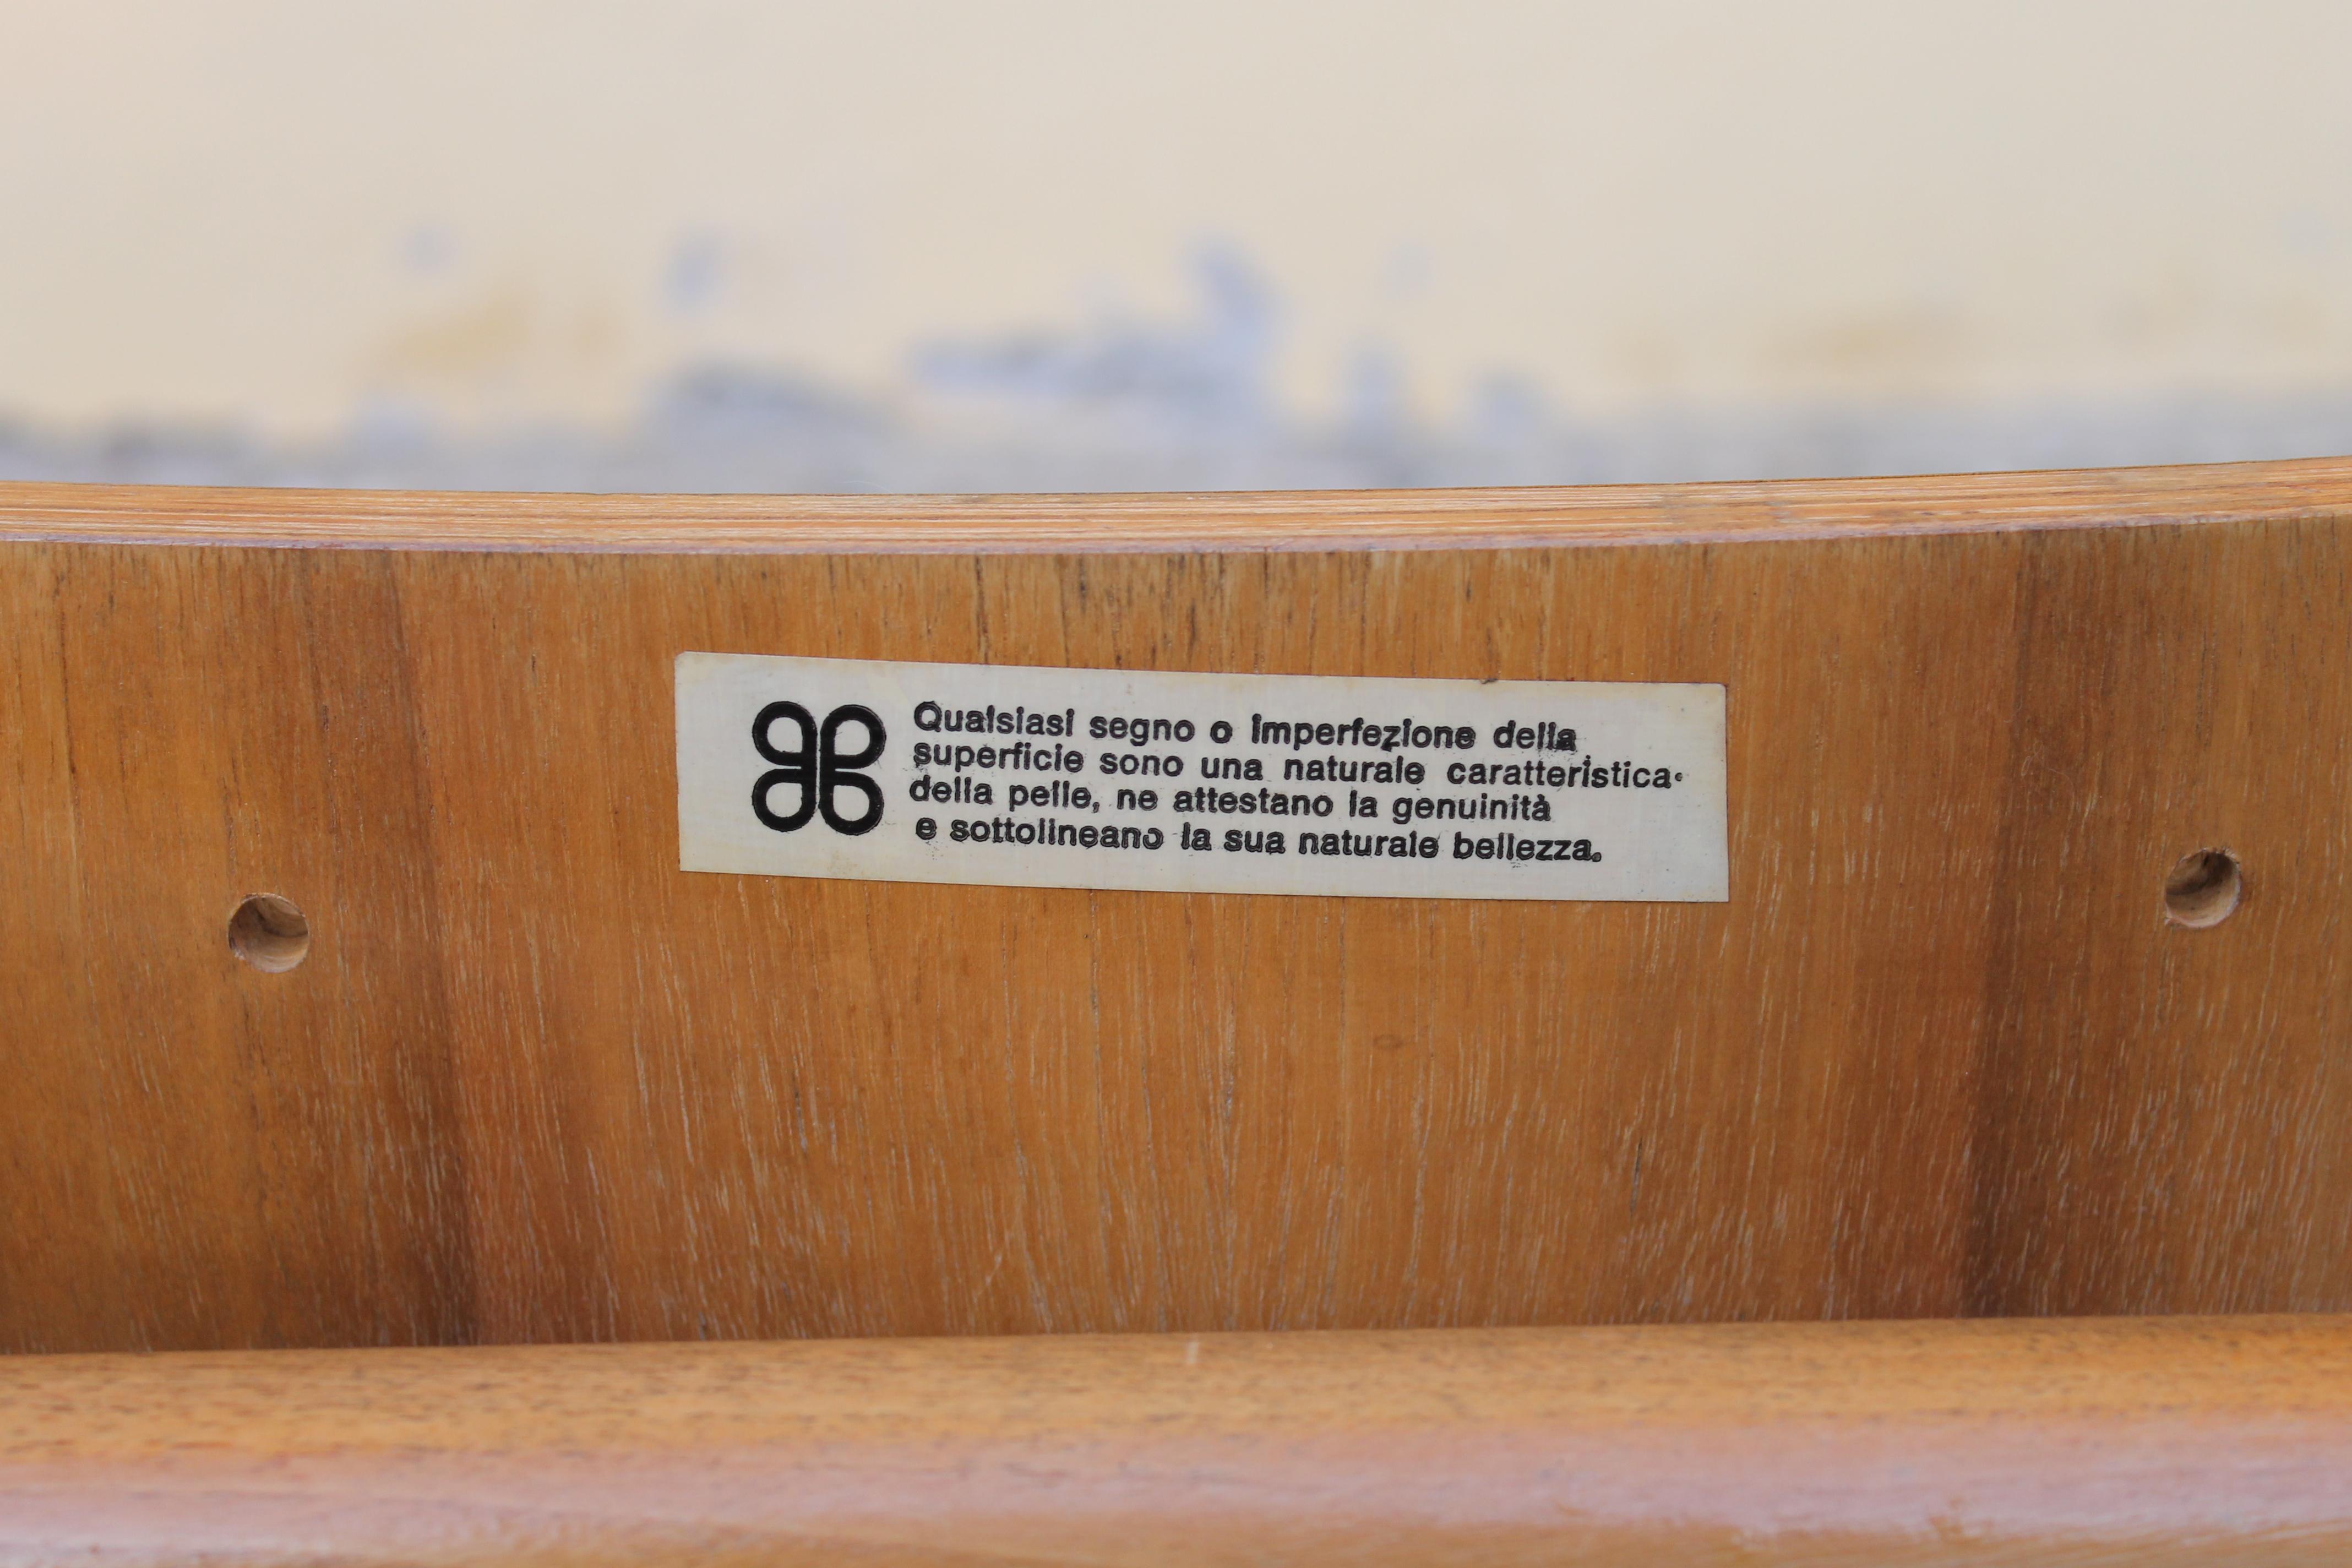 Qualsiasi segno o imperfezione della
superficie sono una naturale caratteristica
della pelle, ne attestano la genuinità
e sottolineano la sua naturale bellezza.